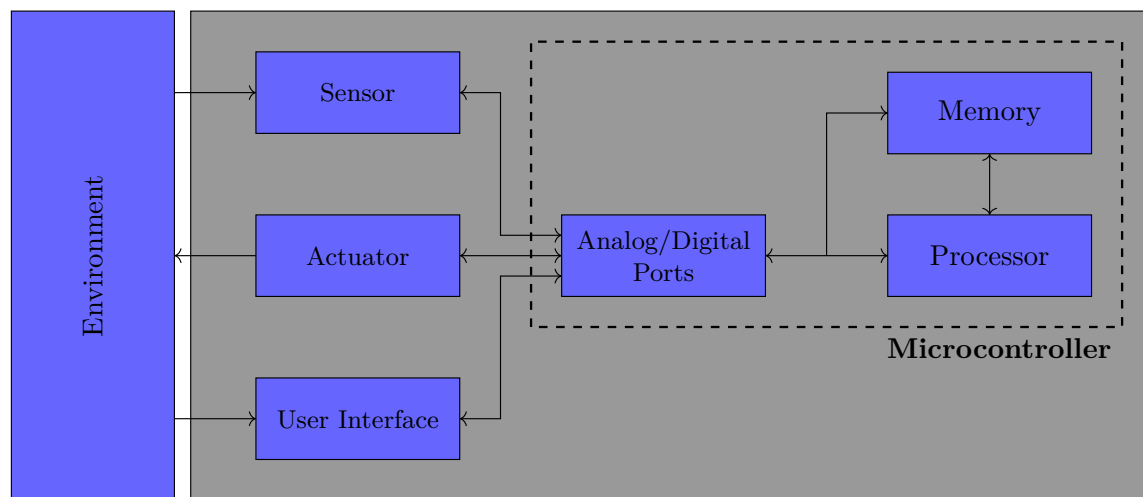 Environment
Sensor
Actuator
User Interface
Analog/Digital
Ports
Memory
Processor
Microcontroller